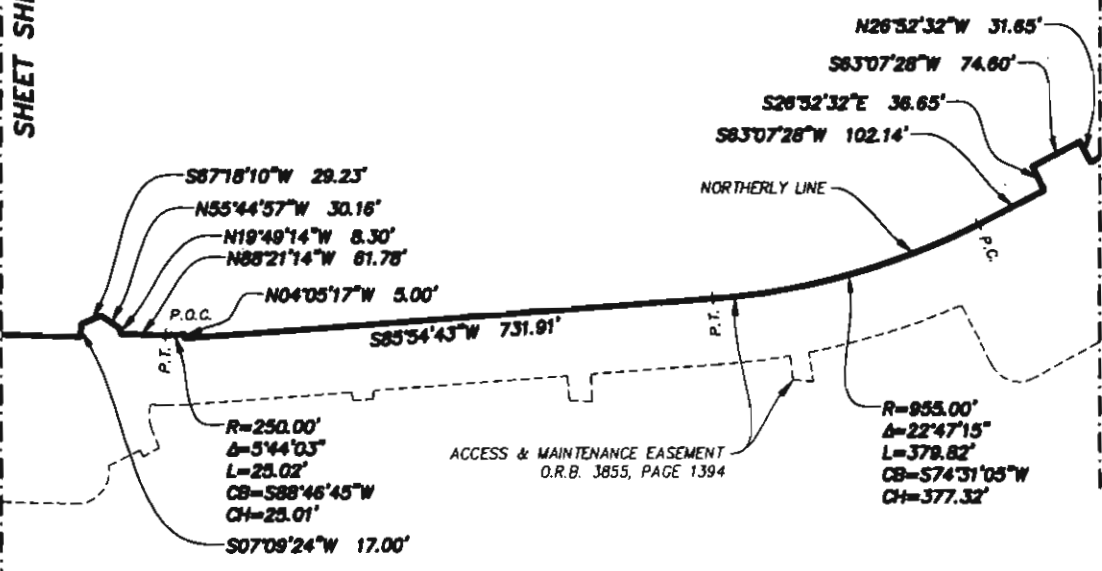 SHEET
N26°52'32"W 31.65'
S63°07'28"W 74.60'
S26°52'32"E 36.65'
S63°07'28"W 102.14'
NORTHERLY LINE
P.C.
S67°18'10"W 29.23'
N55°44'57"W 30.16'
N19°49'14"W 8.30'
N88°21'14"W 61.78'
N04°05'17"W 5.00'
P.O.C.
P.T.
S85°54'43"W 731.91'
P.T.
R=250.00'
Δ=5°44'03"
L=25.02'
CB=S88°46'45"W
CH=25.01'
S07°09'24"W 17.00'
ACCESS & MAINTENANCE EASEMENT
O.R.B. 3855, PAGE 1394
R=955.00'
Δ=22°47'15"
L=379.82'
CB=S74°31'05"W
CH=377.32'